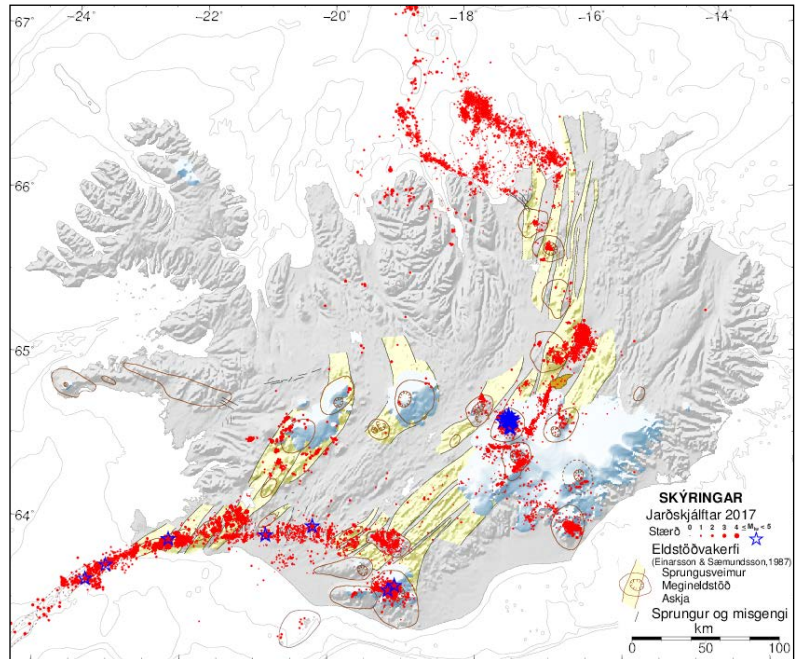 67˚ -24˚ -22˚ -20˚ -18˚ -16˚ -14˚
66˚
65˚
64˚
SKÝRINGAR
Jarðskjálftar 2017
Stærð 0 1 2 3 4 ≤ M < 5
Eldstöðvakerfi
(Einarsson & Sæmundsson,1987)
Sprungusveimur
Megineldstöð
Askja
Sprungur og misgengi
km
0 50 100